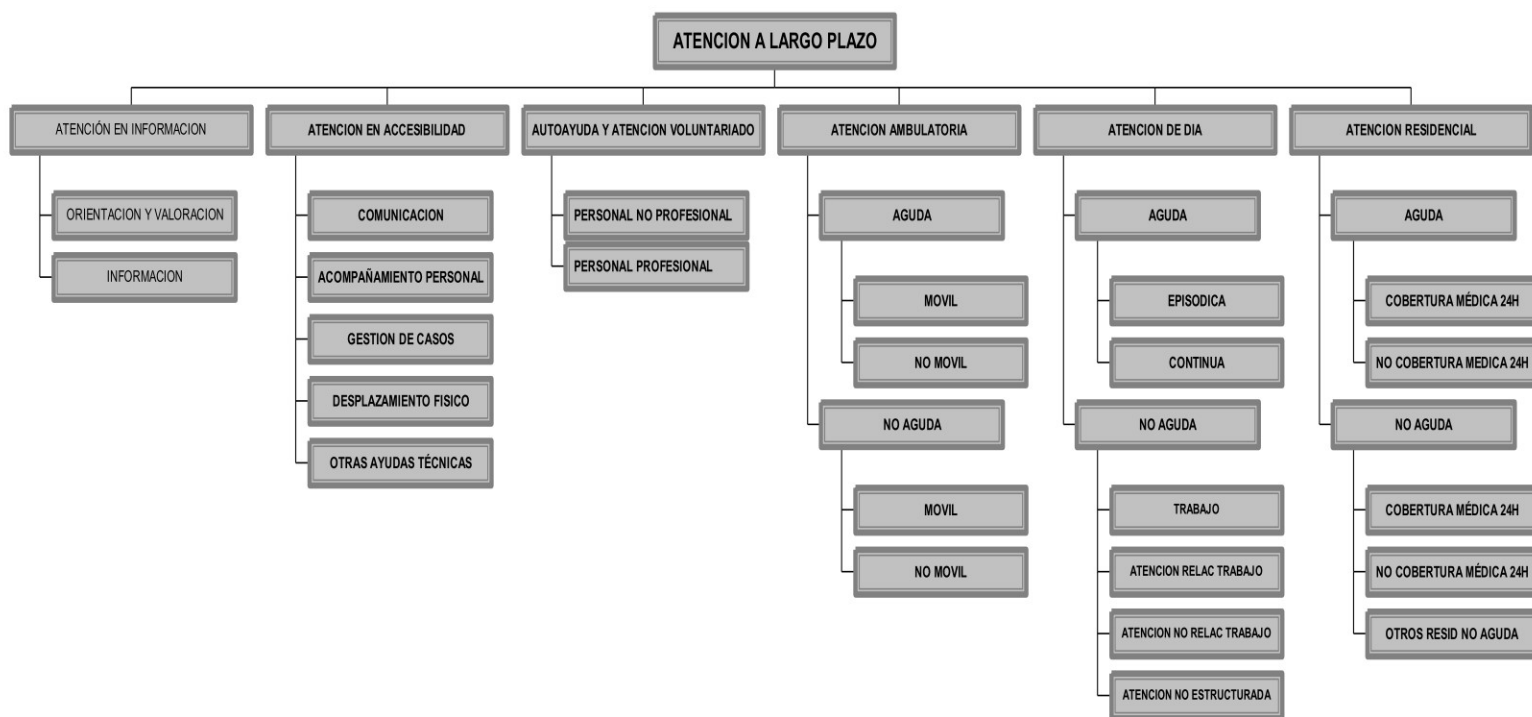 ATENCION A LARGO PLAZO
ATENCIÓN EN INFORMACION
ORIENTACION Y VALORACION
INFORMACION
ATENCION EN ACCESIBILIDAD
COMUNICACION
ACOMPAÑAMIENTO PERSONAL
GESTION DE CASOS
DESPLAZAMIENTO FISICO
OTRAS AYUDAS TÉCNICAS
AUTOAYUDA Y ATENCION VOLUNTARIADO
PERSONAL NO PROFESIONAL
PERSONAL PROFESIONAL
ATENCION AMBULATORIA
AGUDA
MOVIL
NO MOVIL
NO AGUDA
MOVIL
NO MOVIL
ATENCION DE DIA
AGUDA
EPISODICA
CONTINUA
NO AGUDA
TRABAJO
ATENCION RELAC TRABAJO
ATENCION NO RELAC TRABAJO
ATENCION NO ESTRUCTURADA
ATENCION RESIDENCIAL
AGUDA
COBERTURA MÉDICA 24H
NO COBERTURA MEDICA 24H
NO AGUDA
COBERTURA MÉDICA 24H
NO COBERTURA MÉDICA 24H
OTROS RESID NO AGUDA